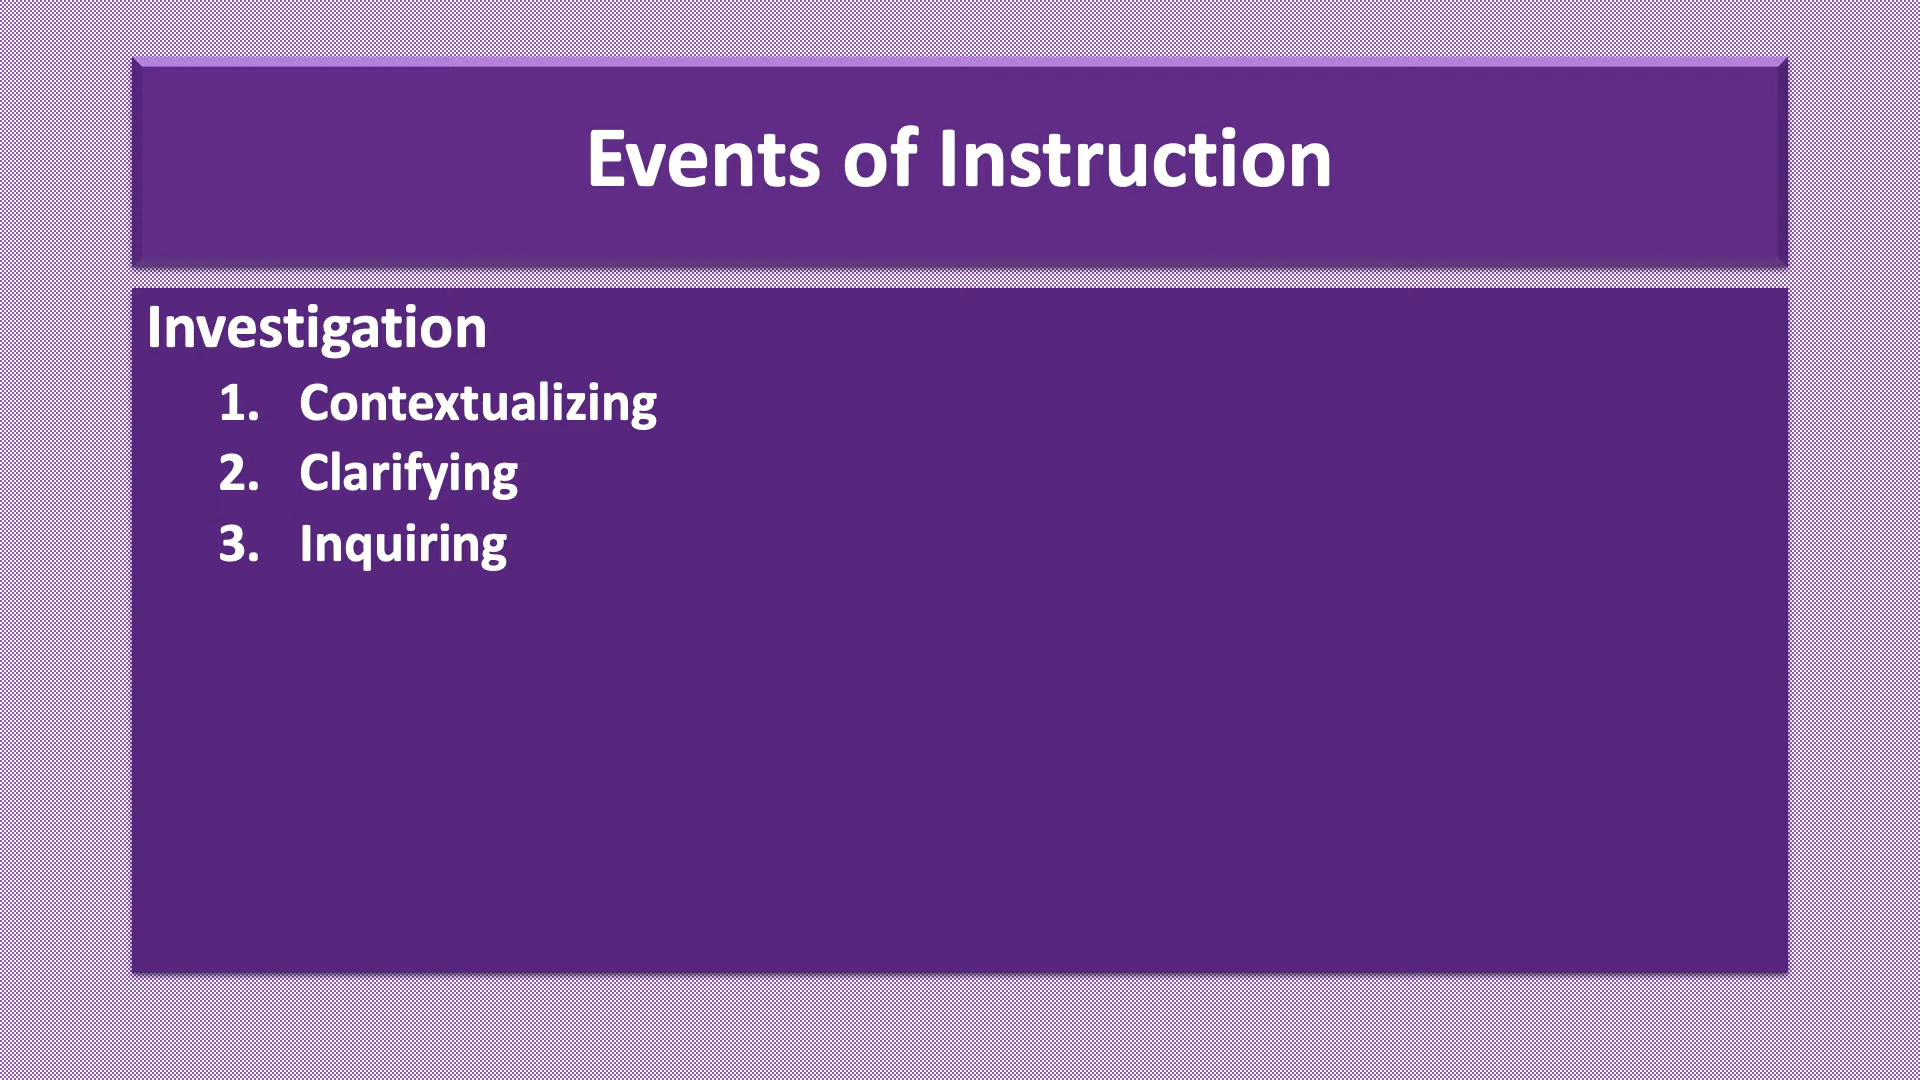 Events of Instruction
Investigation
1. Contextualizing
2. Clarifying
3. Inquiring